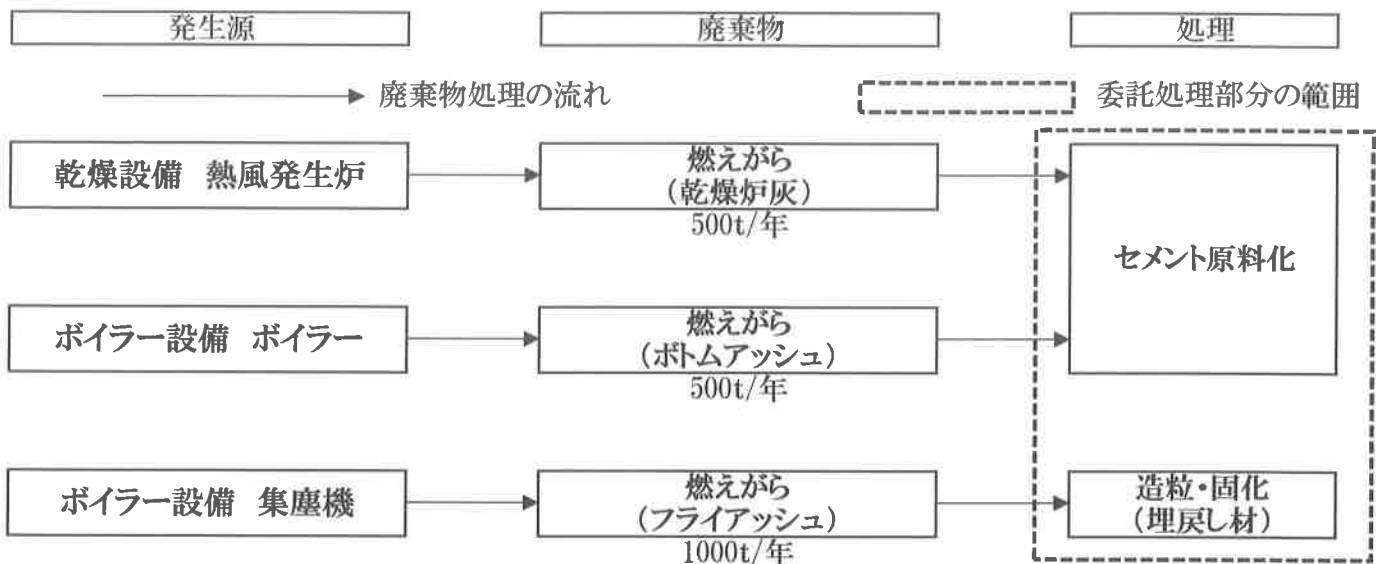 発生源
廃棄物
処理
廃棄物処理の流れ
委託処理部分の範囲
乾燥設備 熱風発生炉
燃えがら
(乾燥炉灰)
500t/年
セメント原料化
ボイラー設備 ボイラー
燃えがら
(ボトムアッシュ)
500t/年
ボイラー設備 集塵機
燃えがら
(フライアッシュ)
1000t/年
造粒・固化
(埋戻し材)